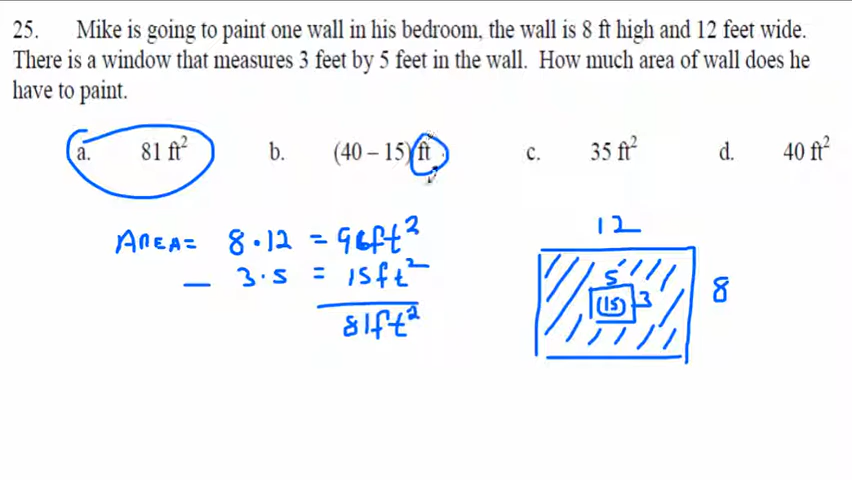 25. Mike is going to paint one wall in his bedroom, the wall is 8 ft high and 12 feet wide.
There is a window that measures 3 feet by 5 feet in the wall. How much area of wall does he
have to paint.
a. 81 ft² b. (40 – 15) ft c. 35 ft² d. 40 ft²
AREA = 8 · 12 = 96ft²
— 3 · 5 = 15ft²
81ft²
12
5
(15) 3
8